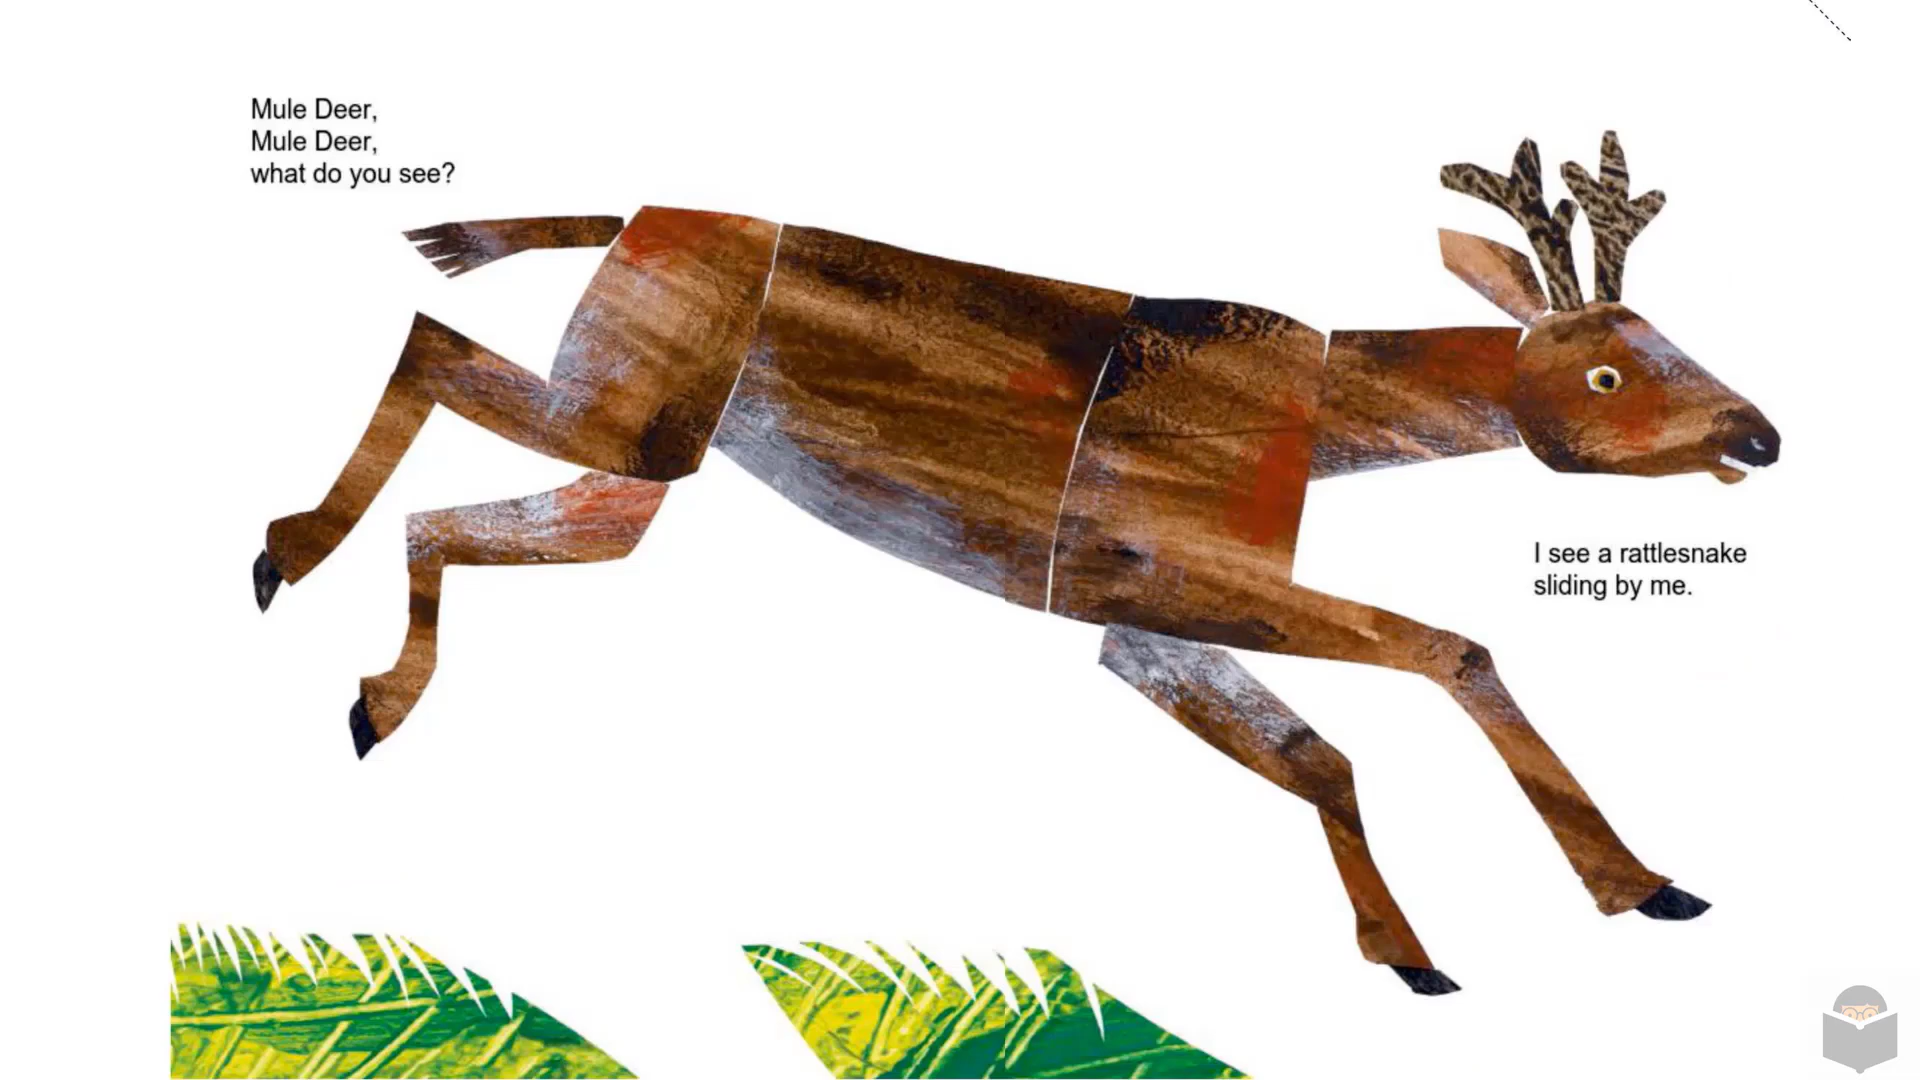 Mule Deer,
Mule Deer,
what do you see?
I see a rattlesnake
sliding by me.